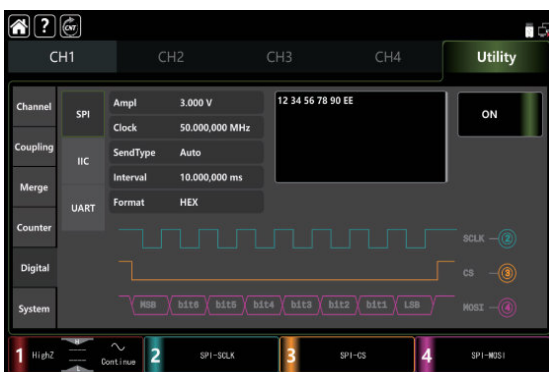 ? CNT
CH1 CH2 CH3 CH4 Utility
Channel
Coupling
Merge
Counter
Digital
System
SPI
IIC
UART
Ampl 3.000 V
Clock 50.000,000 MHz
SendType Auto
Interval 10.000,000 ms
Format HEX
12 34 56 78 90 EE
ON
SCLK 2
CS 3
MSB bit6 bit5 bit4 bit3 bit2 bit1 LSB MOSI 4
1 HighZ H L Continue 2 SPI-SCLK 3 SPI-CS 4 SPI-MOSI